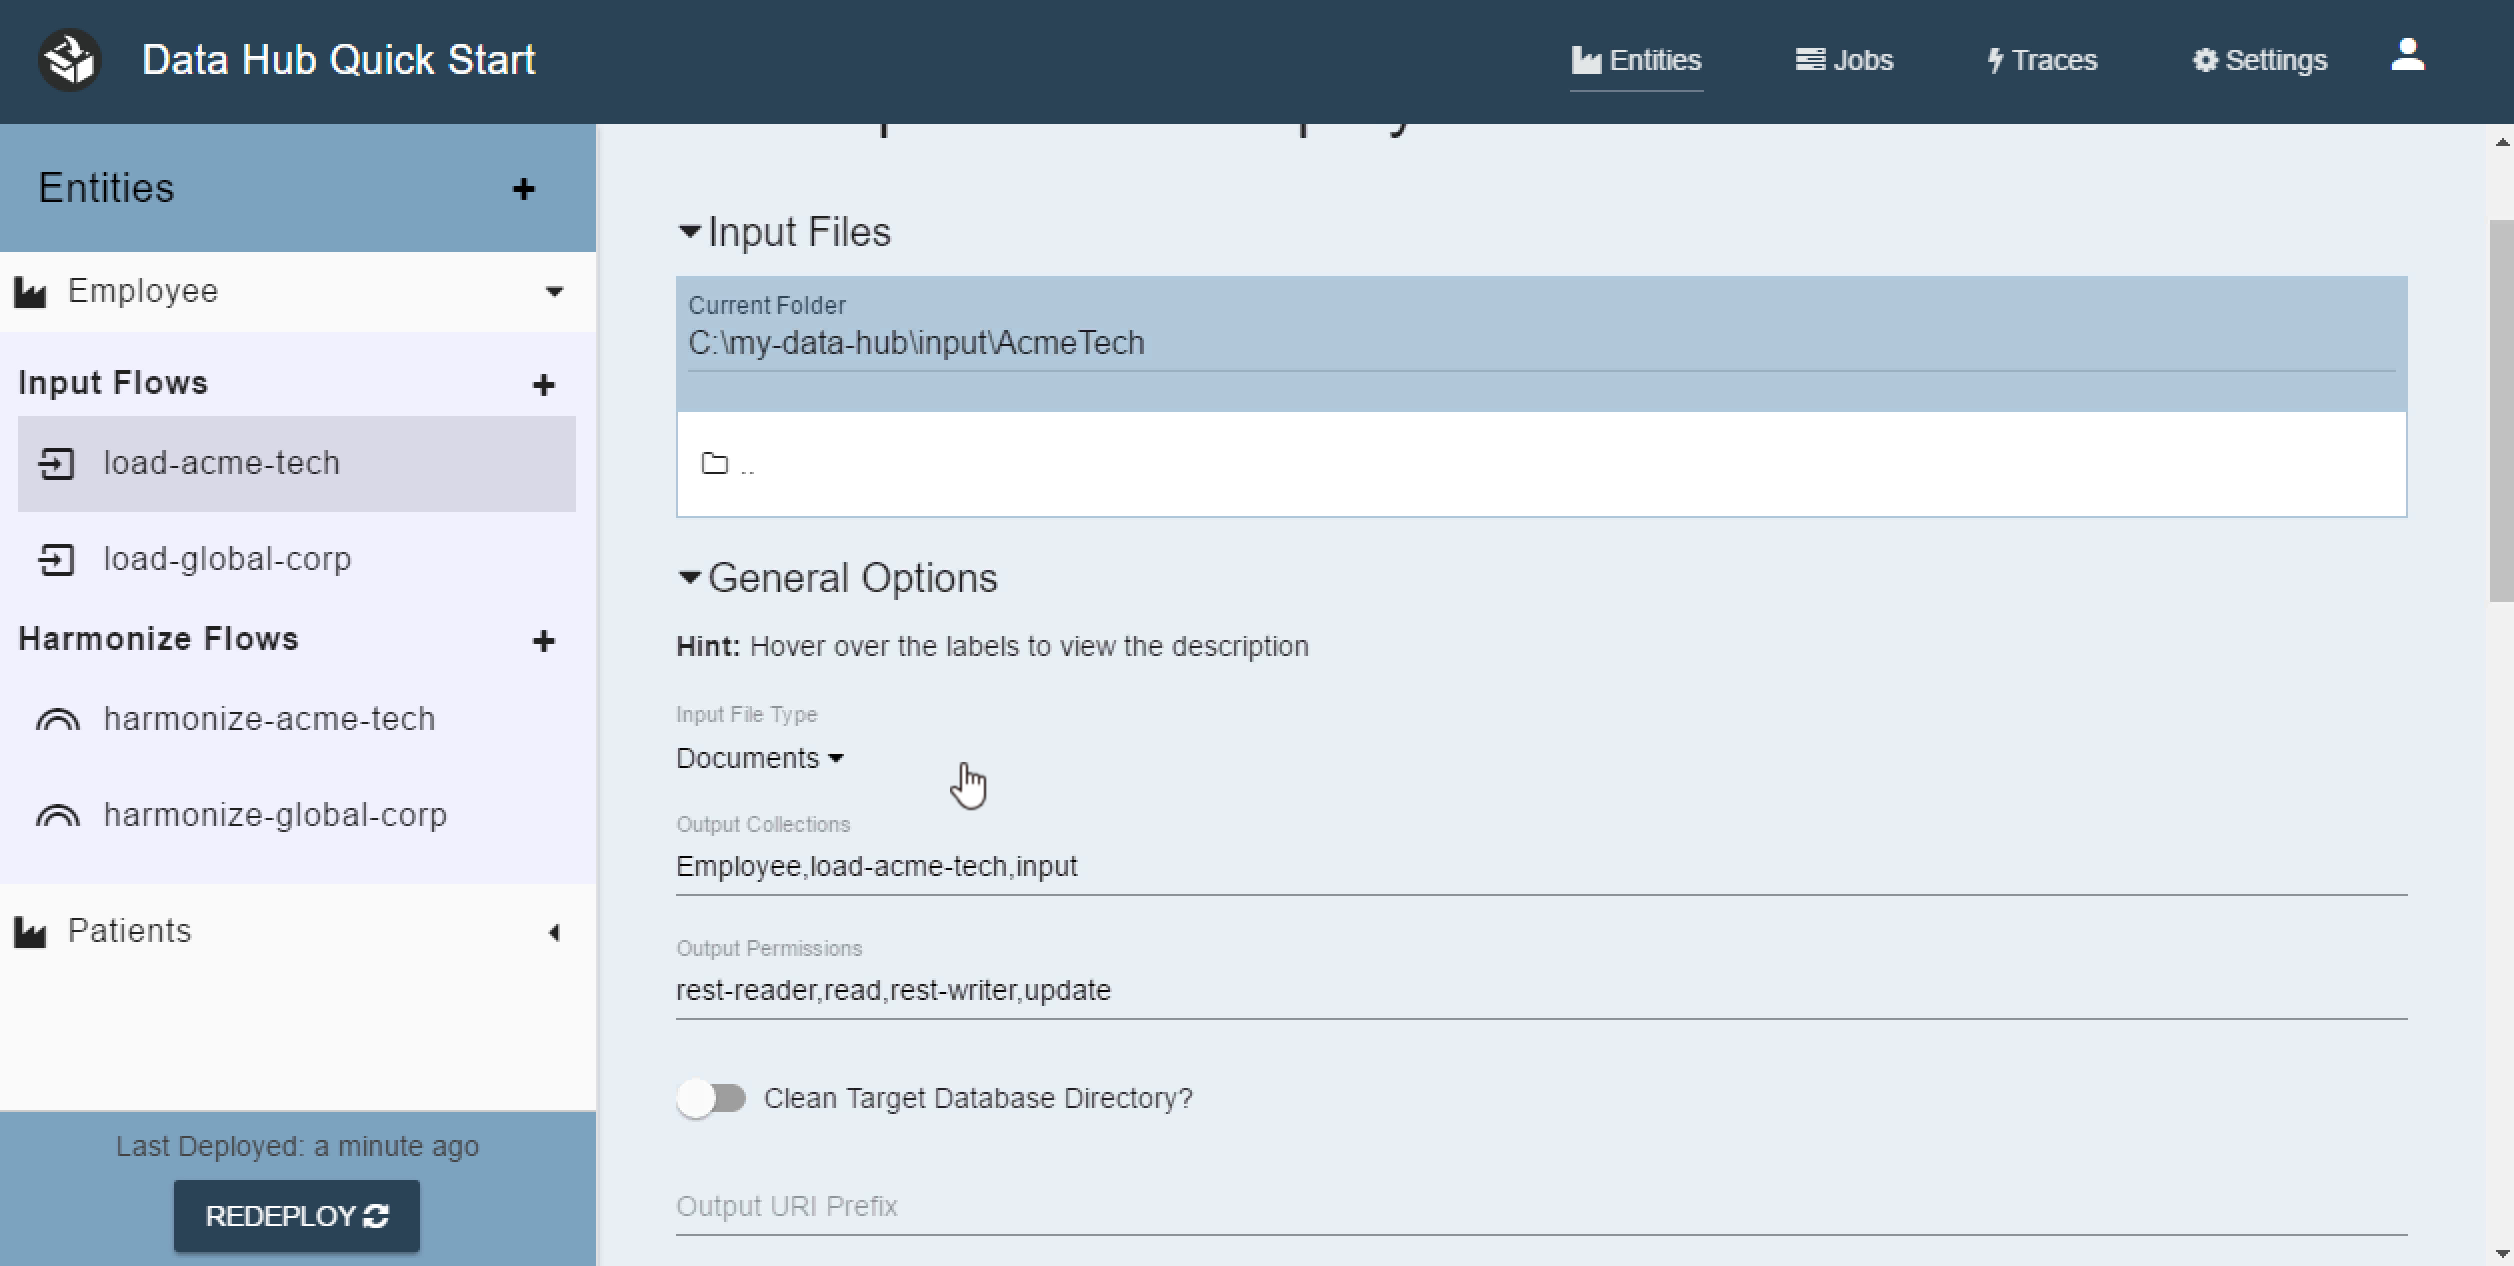 Data Hub Quick Start
Entities
Jobs
Traces
Settings
Entities
Employee
Input Flows
load-acme-tech
load-global-corp
Harmonize Flows
harmonize-acme-tech
harmonize-global-corp
Patients
Last Deployed: a minute ago
REDEPLOY
Input Files
Current Folder
C:\my-data-hub\input\AcmeTech
..
General Options
Hint: Hover over the labels to view the description
Input File Type
Documents
Output Collections
Employee,load-acme-tech,input
Output Permissions
rest-reader,read,rest-writer,update
Clean Target Database Directory?
Output URI Prefix